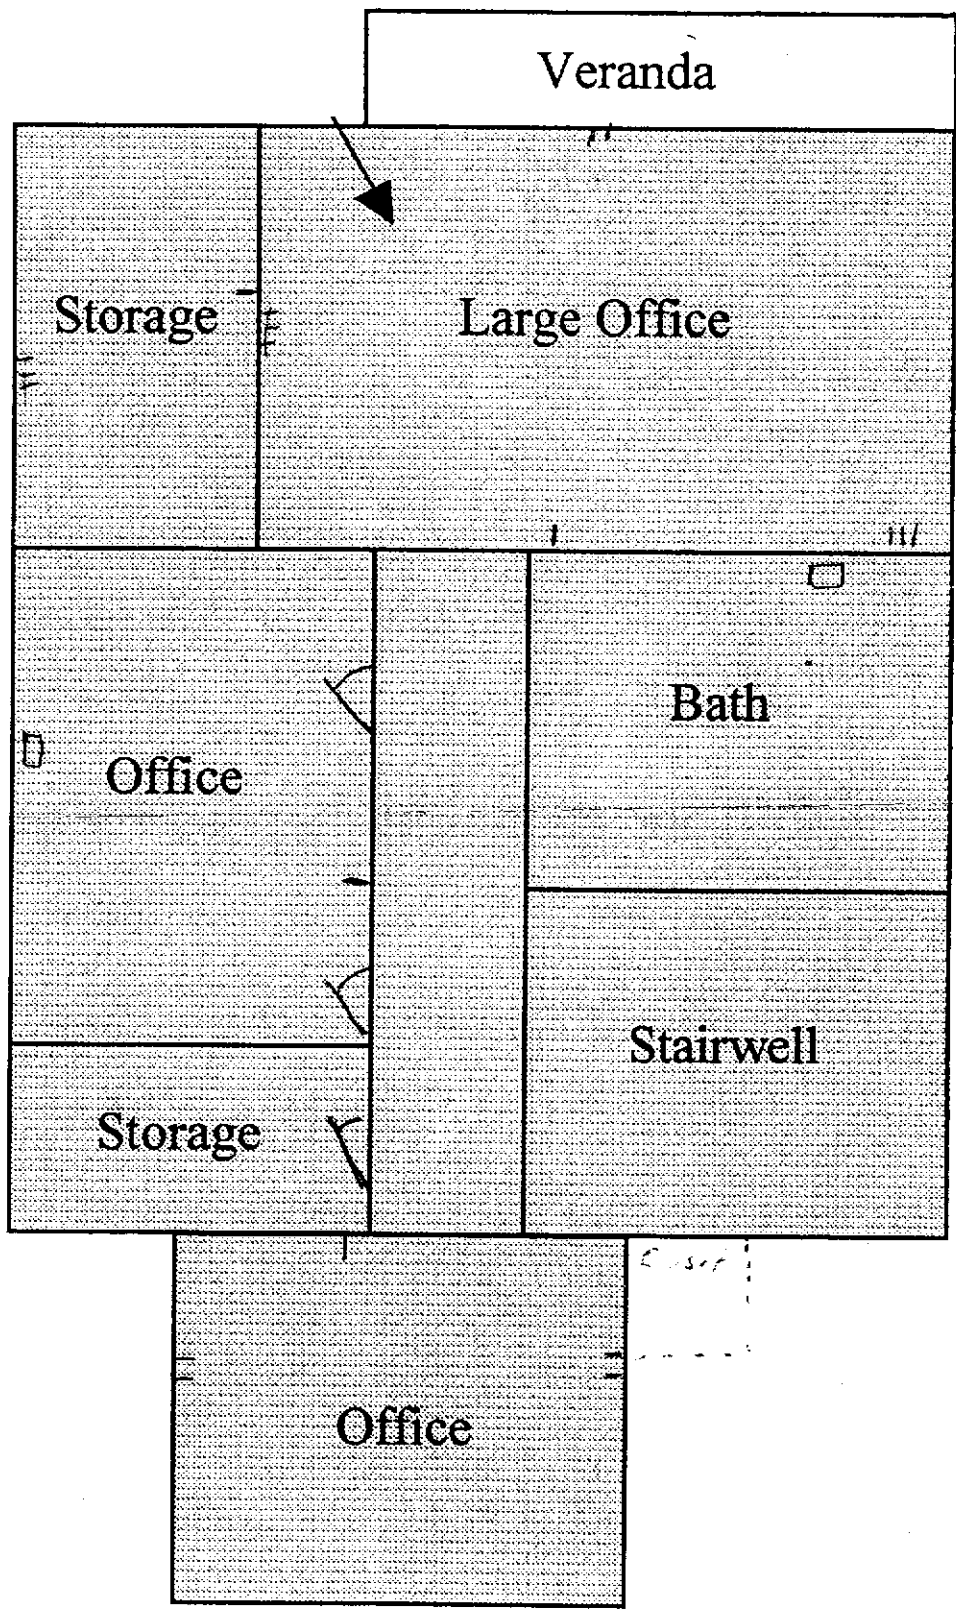 Veranda
Storage
Large Office
Bath
Office
Stairwell
Storage
Office